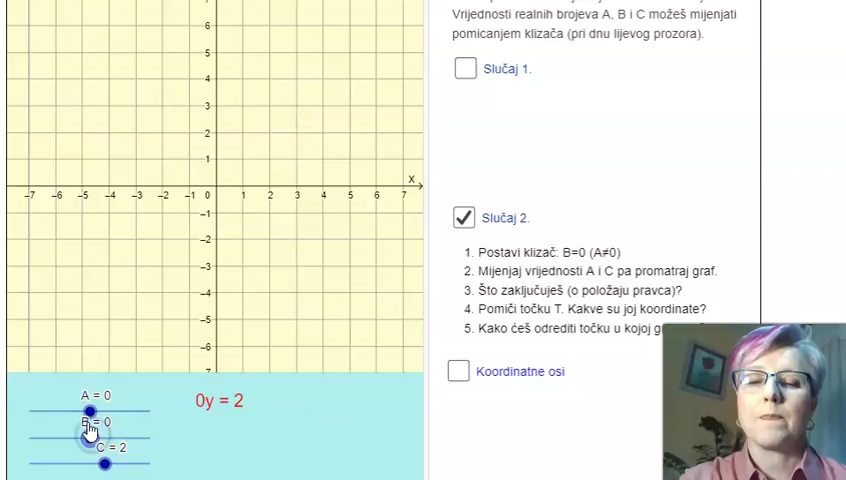 Vrijednosti realnih brojeva A, B i C možeš mijenjati
pomicanjem klizača (pri dnu lijevog prozora).
Slučaj 1.
Slučaj 2.
1. Postavi klizač: B=0 (A≠0)
2. Mijenjaj vrijednosti A i C pa promatraj graf.
3. Što zaključuješ (o položaju pravca)?
4. Pomiči točku T. Kakve su joj koordinate?
5. Kako ćeš odrediti točku u kojoj
Koordinatne osi
6
5
4
3
2
1
x
–7 –6 –5 –4 –3 –2 –1 0 1 2 3 4 5 6 7
–1
–2
–3
–4
–5
–6
A = 0
B = 0
C = 2
0y = 2